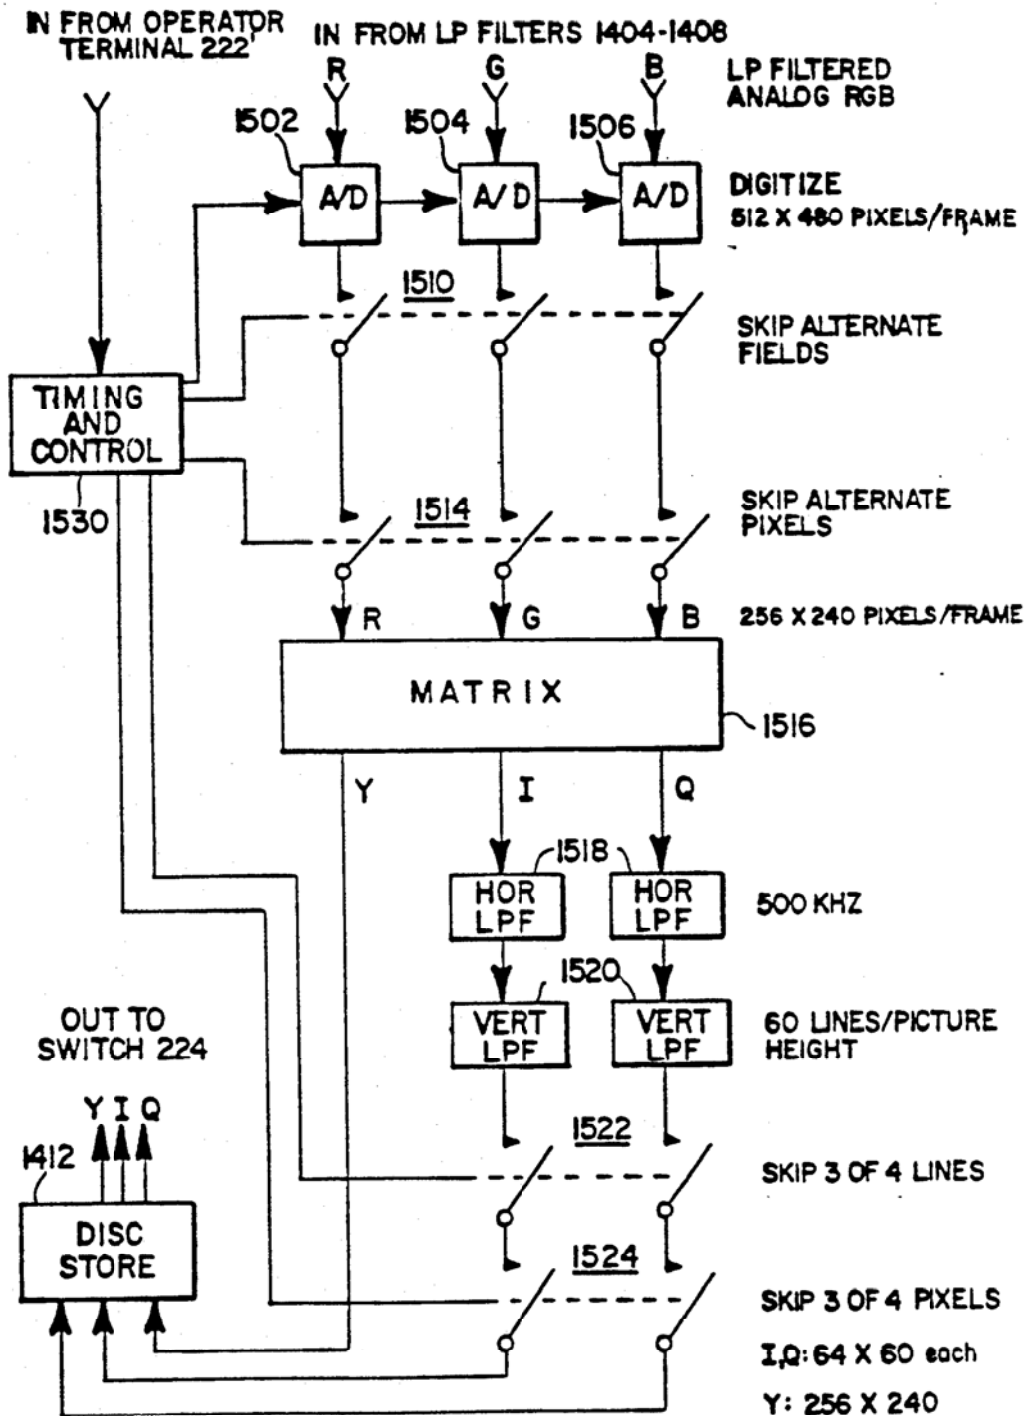 IN FROM OPERATOR
TERMINAL 222'
IN FROM LP FILTERS 1404-1408
R
G
B
LP FILTERED
ANALOG RGB
1502
1504
1506
A/D
A/D
A/D
DIGITIZE
512 X 480 PIXELS/FRAME
1510
SKIP ALTERNATE
FIELDS
TIMING
AND
CONTROL
1530
1514
SKIP ALTERNATE
PIXELS
R
G
B
256 X 240 PIXELS/FRAME
MATRIX
1516
Y
I
Q
1518
HOR
LPF
HOR
LPF
500 KHZ
1520
VERT
LPF
VERT
LPF
60 LINES/PICTURE
HEIGHT
OUT TO
SWITCH 224
Y I Q
1412
DISC
STORE
1522
SKIP 3 OF 4 LINES
1524
SKIP 3 OF 4 PIXELS
I,Q: 64 X 60 each
Y: 256 X 240